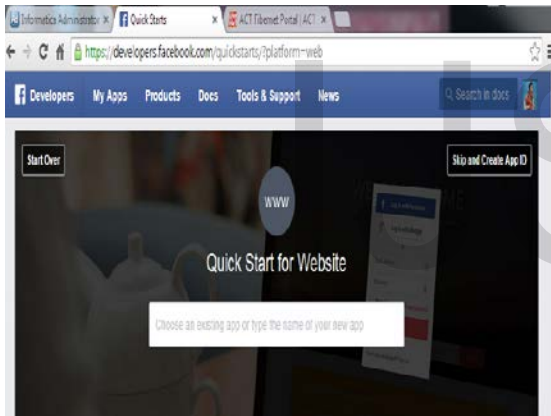 Informatica Administrator
Quick Starts
ACT Fibernet Portal | ACT
https://developers.facebook.com/quickstarts/?platform=web
f Developers My Apps Products Docs Tools & Support News Search in docs
Start Over
Skip and Create App ID
WWW
Quick Start for Website
Choose an existing app or type the name of your new app